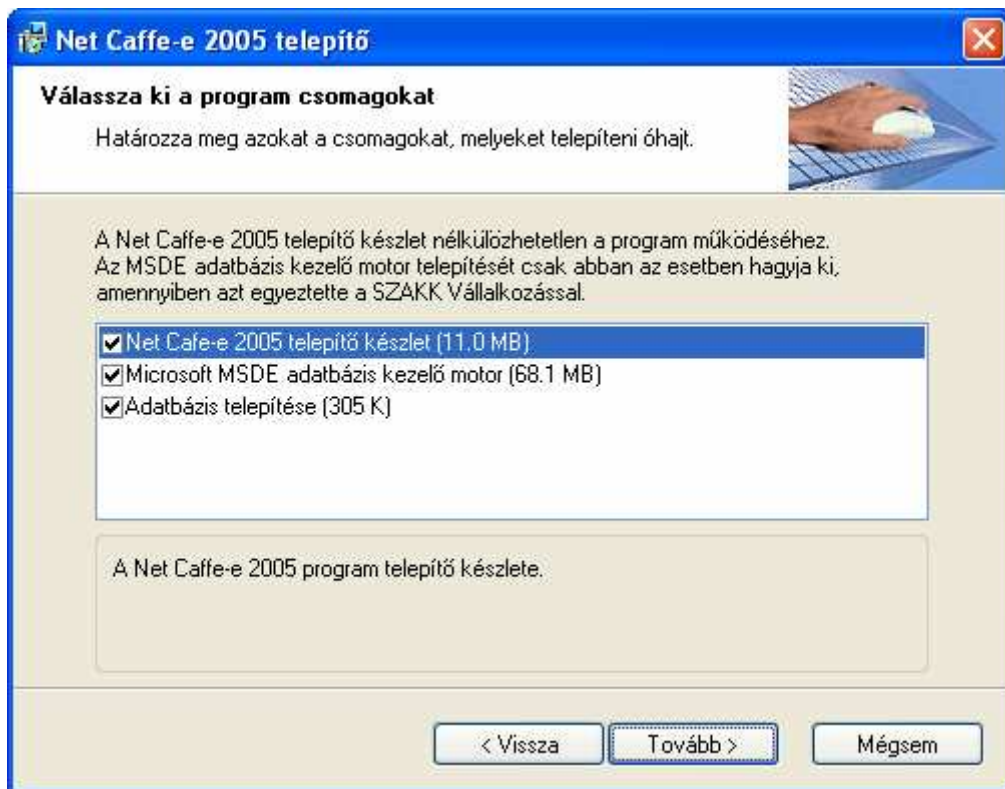 Net Caffe-e 2005 telepítő
Válassza ki a program csomagokat
Határozza meg azokat a csomagokat, melyeket telepíteni óhajt.
A Net Caffe-e 2005 telepítő készlet nélkülözhetetlen a program működéséhez.
Az MSDE adatbázis kezelő motor telepítését csak abban az esetben hagyja ki,
amennyiben azt egyeztette a SZAKK Vállalkozással.
Net Cafe-e 2005 telepítő készlet (11.0 MB)
Microsoft MSDE adatbázis kezelő motor (68.1 MB)
Adatbázis telepítése (305 K)
A Net Caffe-e 2005 program telepítő készlete.
< Vissza
Tovább >
Mégsem